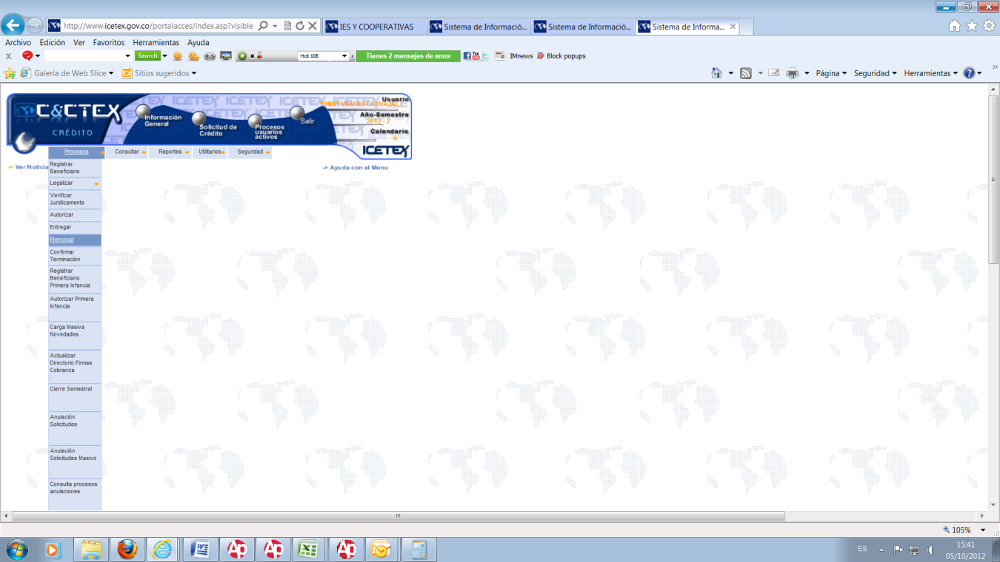 http://www.icetex.gov.co/portalacces/index.asp?visible
IES Y COOPERATIVAS
Sistema de Informació...
Sistema de Informació...
Sistema de Informa...
Archivo Edición Ver Favoritos Herramientas Ayuda
x Search Hot 108 Tienes 2 mensajes de amor IMnews Block popups
Galería de Web Slice Sitios sugeridos Página Seguridad Herramientas
C&CTEX
CRÉDITO
Información General
Solicitud de Crédito
Procesos usuarios activos
Salir
Usuario
Año-Semestre
2012 - 2
Calendario
A
ICETEX
Procesos Consultar Reportes Utilitarios Seguridad
-> Ver Noticia
-> Ayuda con el Menu
Registrar
Beneficiario
Legalizar
Verificar
Juridicamente
Autorizar
Entregar
Renovar
Confirmar
Terminación
Registrar
Beneficiario
Primera Infancia
Autorizar Primera
Infancia
Carga Masiva
Novedades
Actualizar
Directorio Firmas
Cobranza
Cierre Semestral
Anulación
Solicitudes
Anulación
Solicitudes Masivo
Consulta procesos
anulaciones
105%
ES
15:41
05/10/2012